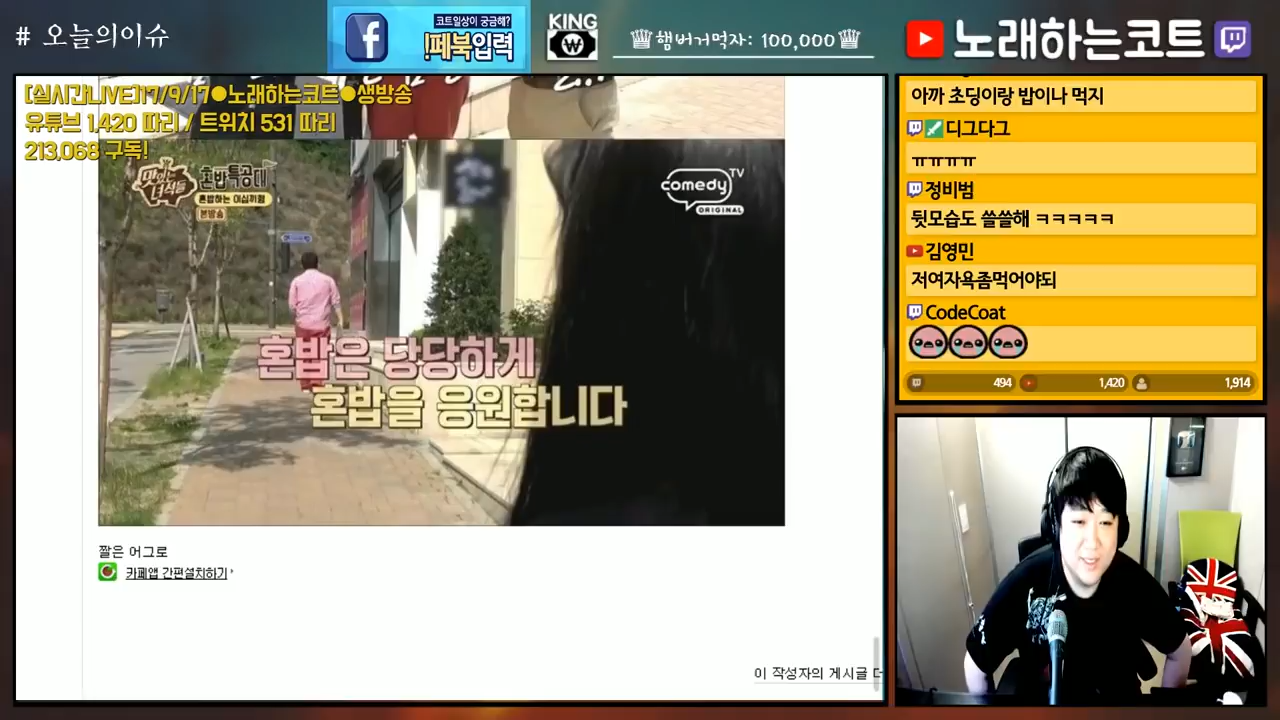 # 오늘의이슈
코트일상이 궁금해?
!페북입력
KING
햄버거먹자: 100,000
노래하는코트
[실시간LIVE]17/9/17●노래하는코트●생방송
유튜브 1,420 따리 / 트위치 531 따리
213,068 구독!
맛있는 녀석들
혼밥특공대
혼밥하는 이십끼형
본방송
comedy TV
ORIGINAL
혼밥은 당당하게
혼밥을 응원합니다
짤은 어그로
카페앱 간편설치하기
이 작성자의 게시글 더
아까 초딩이랑 밥이나 먹지
디그다그
ㅠㅠㅠㅠ
정비범
뒷모습도 쓸쓸해 ㅋㅋㅋㅋㅋ
김영민
저여자욕좀먹어야되
CodeCoat
494 1,420 1,914